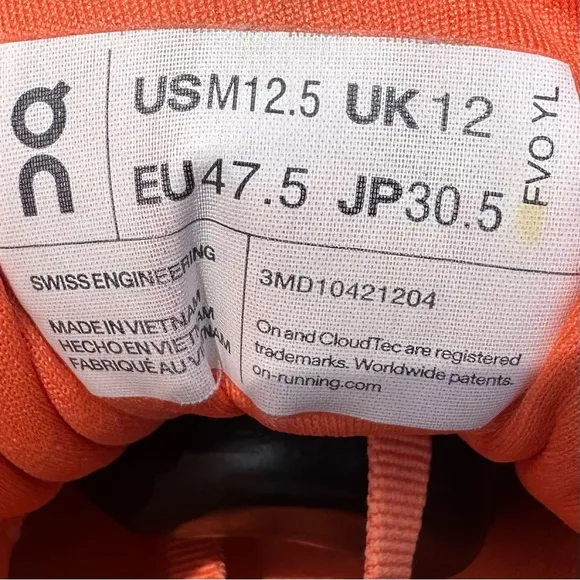 On
USM12.5 UK12
EU47.5 JP30.5
FVO YL
SWISS ENGINEERING
MADE IN VIETNAM
HECHO EN VIETNAM
FABRIQUÉ AU
3MD10421204
On and CloudTec are registered
trademarks. Worldwide patents.
on-running.com